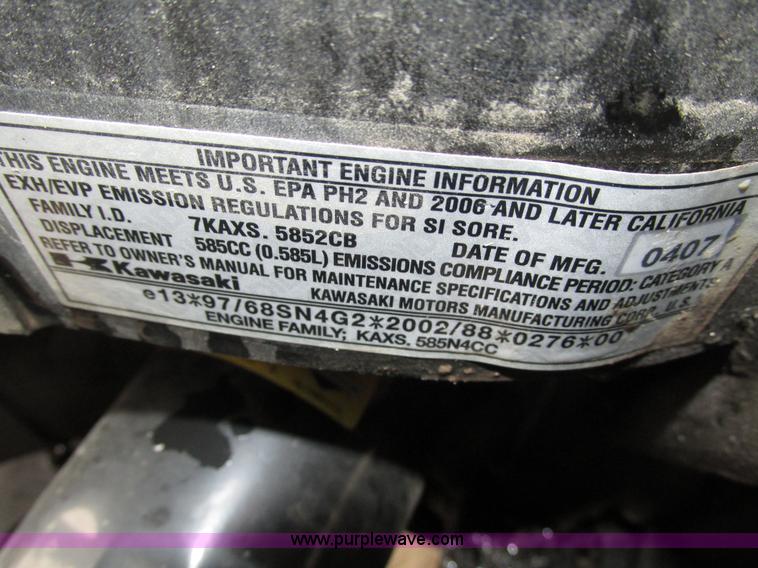 IMPORTANT ENGINE INFORMATION
THIS ENGINE MEETS U.S. EPA PH2 AND 2006 AND LATER CALIFORNIA
EXH/EVP EMISSION REGULATIONS FOR SI SORE.
FAMILY I.D. 7KAXS. 5852CB DATE OF MFG. 0407
DISPLACEMENT 585CC (0.585L) EMISSIONS COMPLIANCE PERIOD: CATEGORY A
REFER TO OWNER'S MANUAL FOR MAINTENANCE SPECIFICATIONS AND ADJUSTMENTS
Kawasaki KAWASAKI MOTORS MANUFACTURING CORP., U.S.
e13*97/68SN4G2*2002/88*0276*00
ENGINE FAMILY; KAXS. 585N4CC
www.purplewave.com